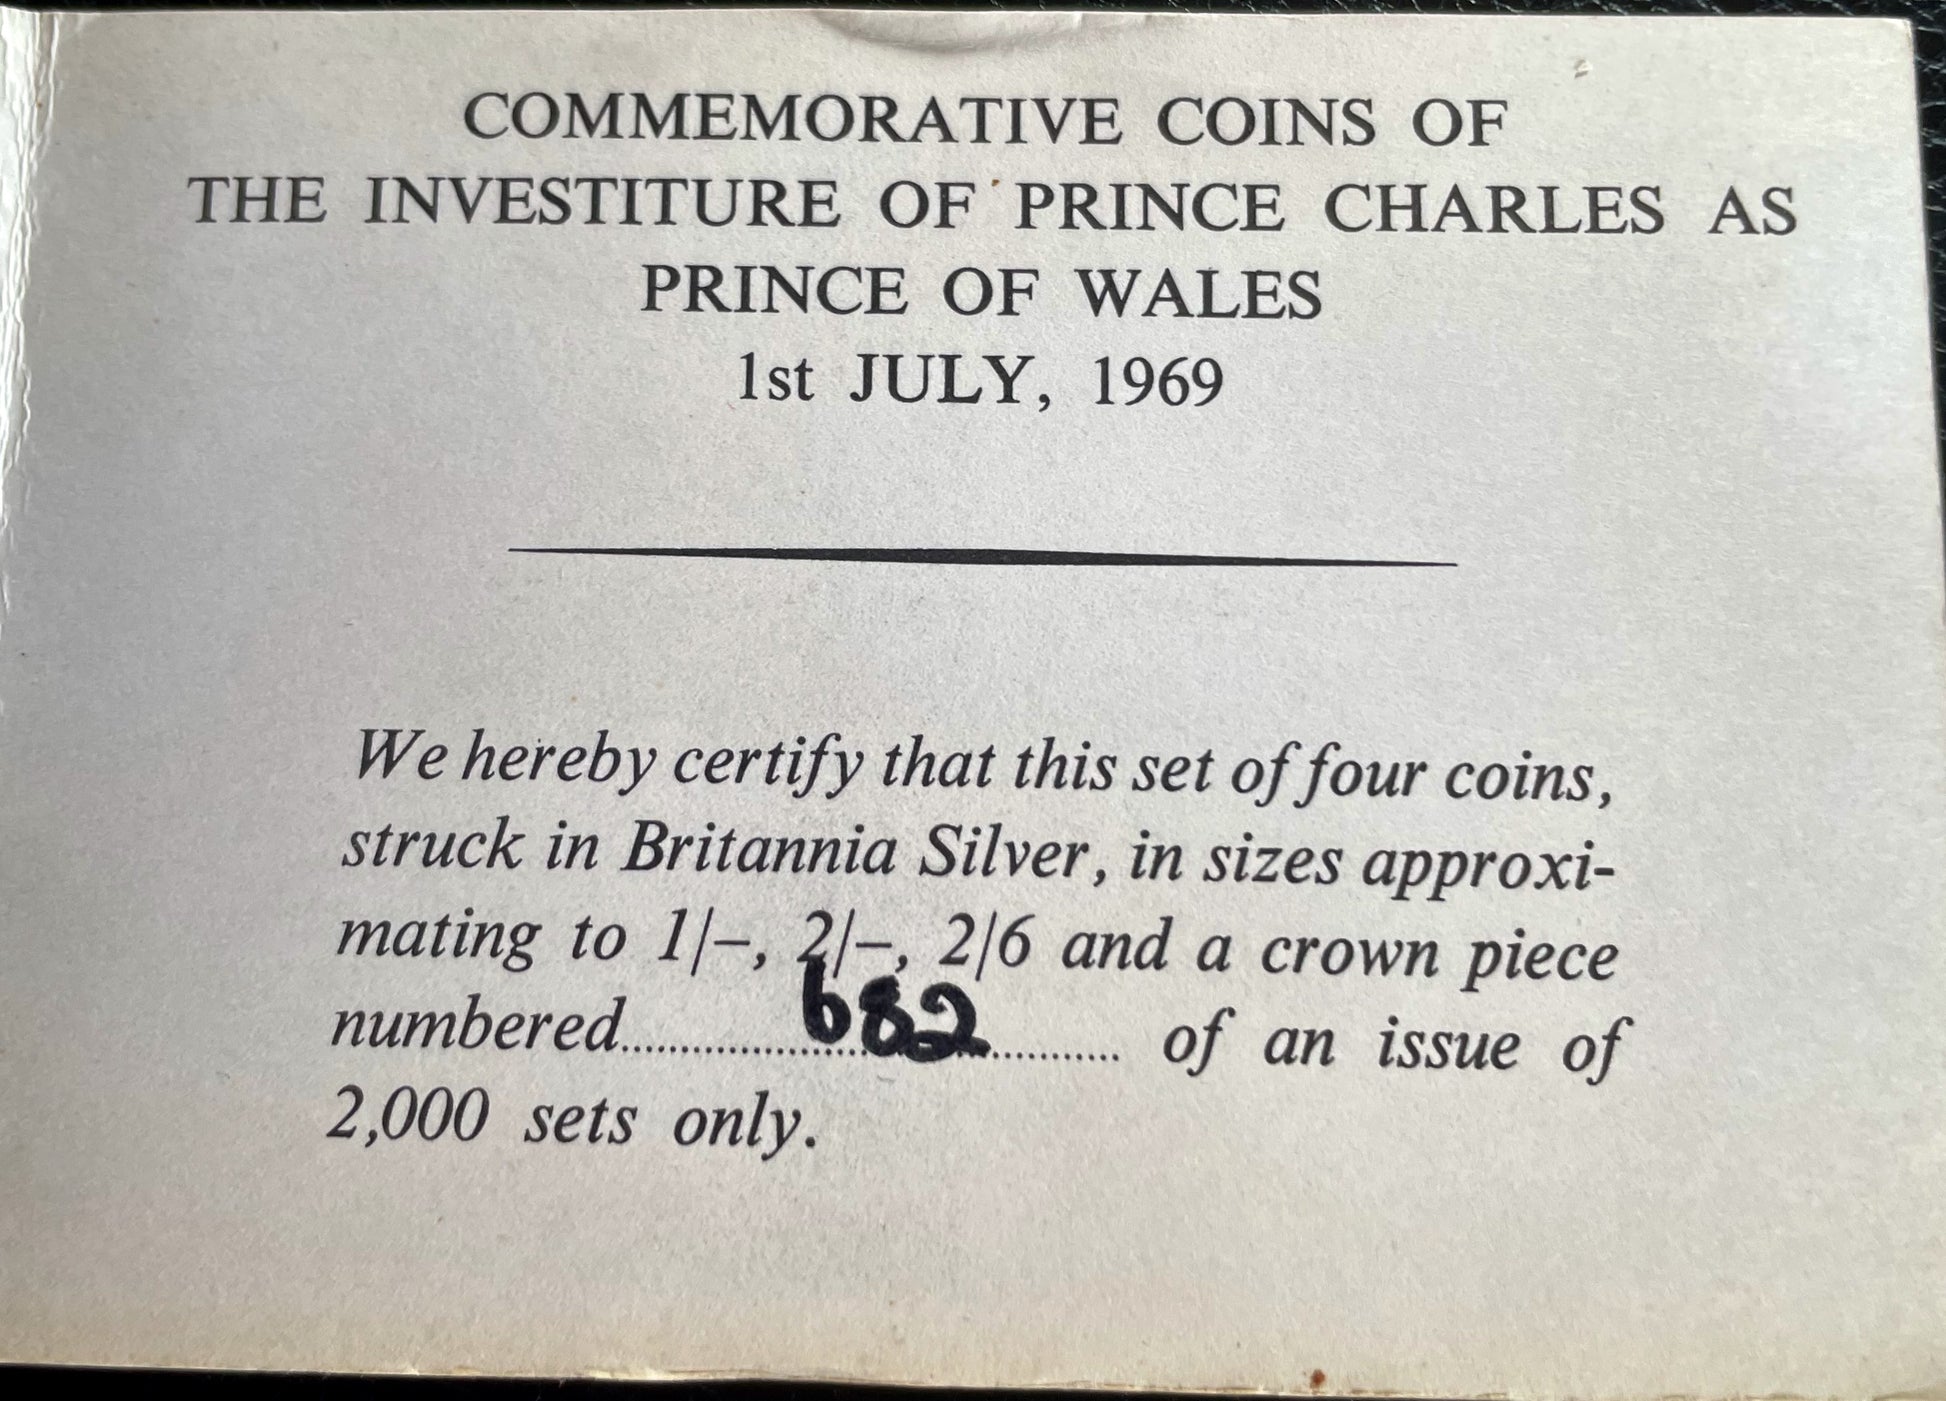 COMMEMORATIVE COINS OF
THE INVESTITURE OF PRINCE CHARLES AS
PRINCE OF WALES
1st JULY, 1969
We hereby certify that this set of four coins,
struck in Britannia Silver, in sizes approxi-
mating to 1/–, 2/–, 2/6 and a crown piece
numbered..........682.......... of an issue of
2,000 sets only.